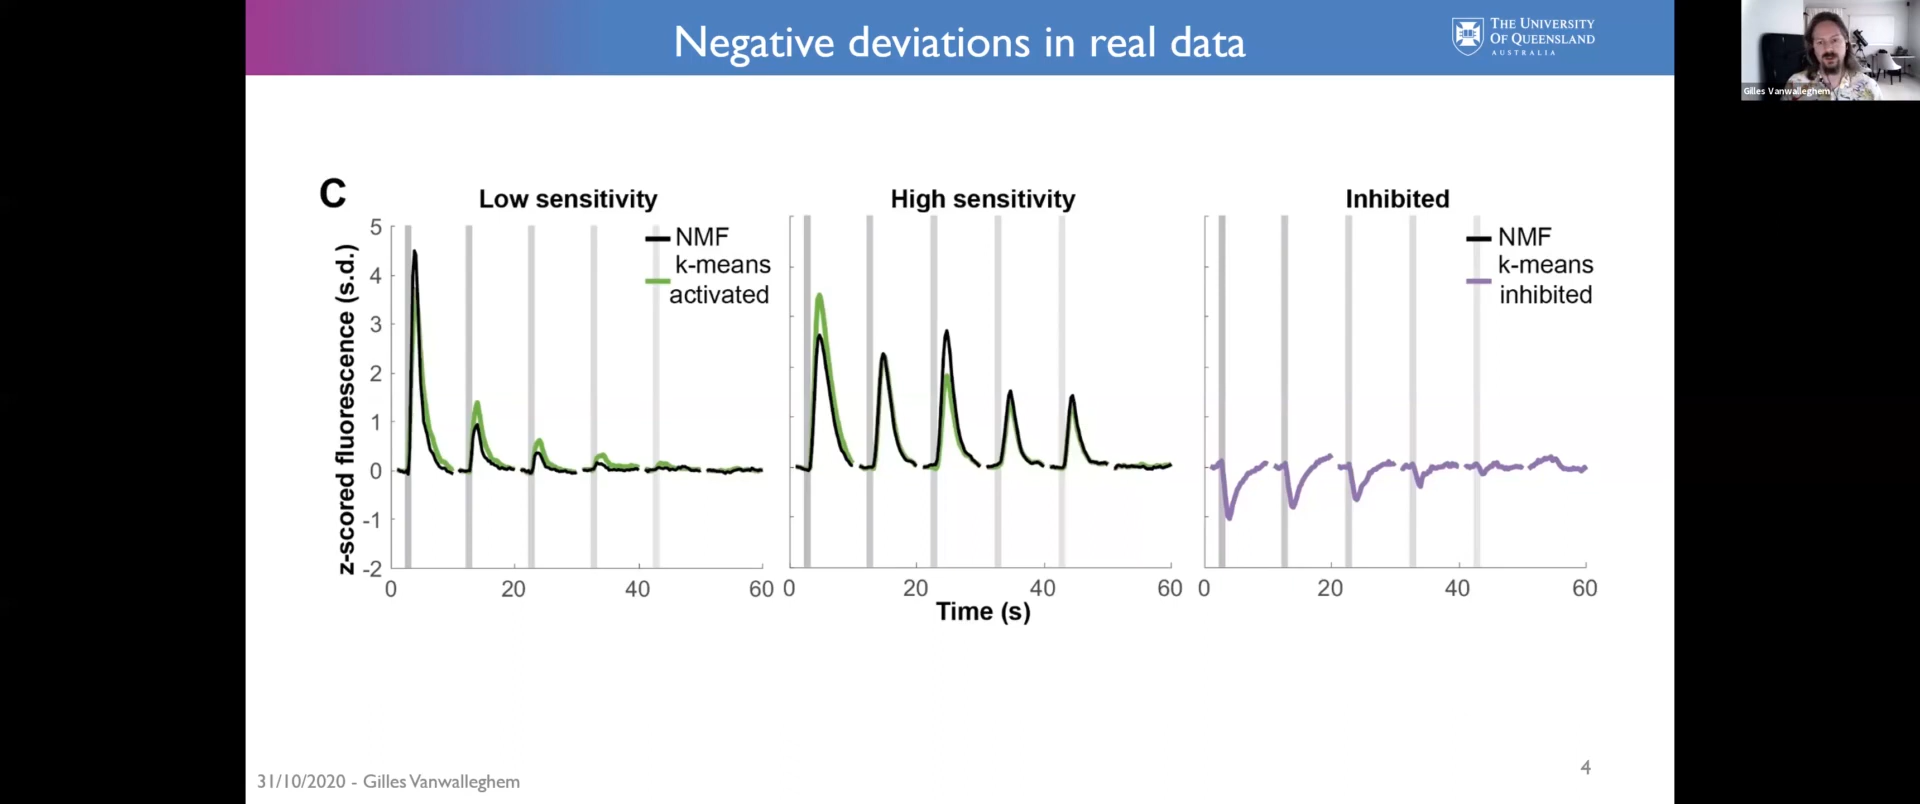 Negative deviations in real data
THE UNIVERSITY
OF QUEENSLAND
AUSTRALIA
Gilles Vanwalleghem
C
Low sensitivity
High sensitivity
Inhibited
NMF
k-means
activated
NMF
k-means
inhibited
z-scored fluorescence (s.d.)
5
4
3
2
1
0
-1
-2
0 20 40 60
0 20 40 60
0 20 40 60
Time (s)
31/10/2020 - Gilles Vanwalleghem
4